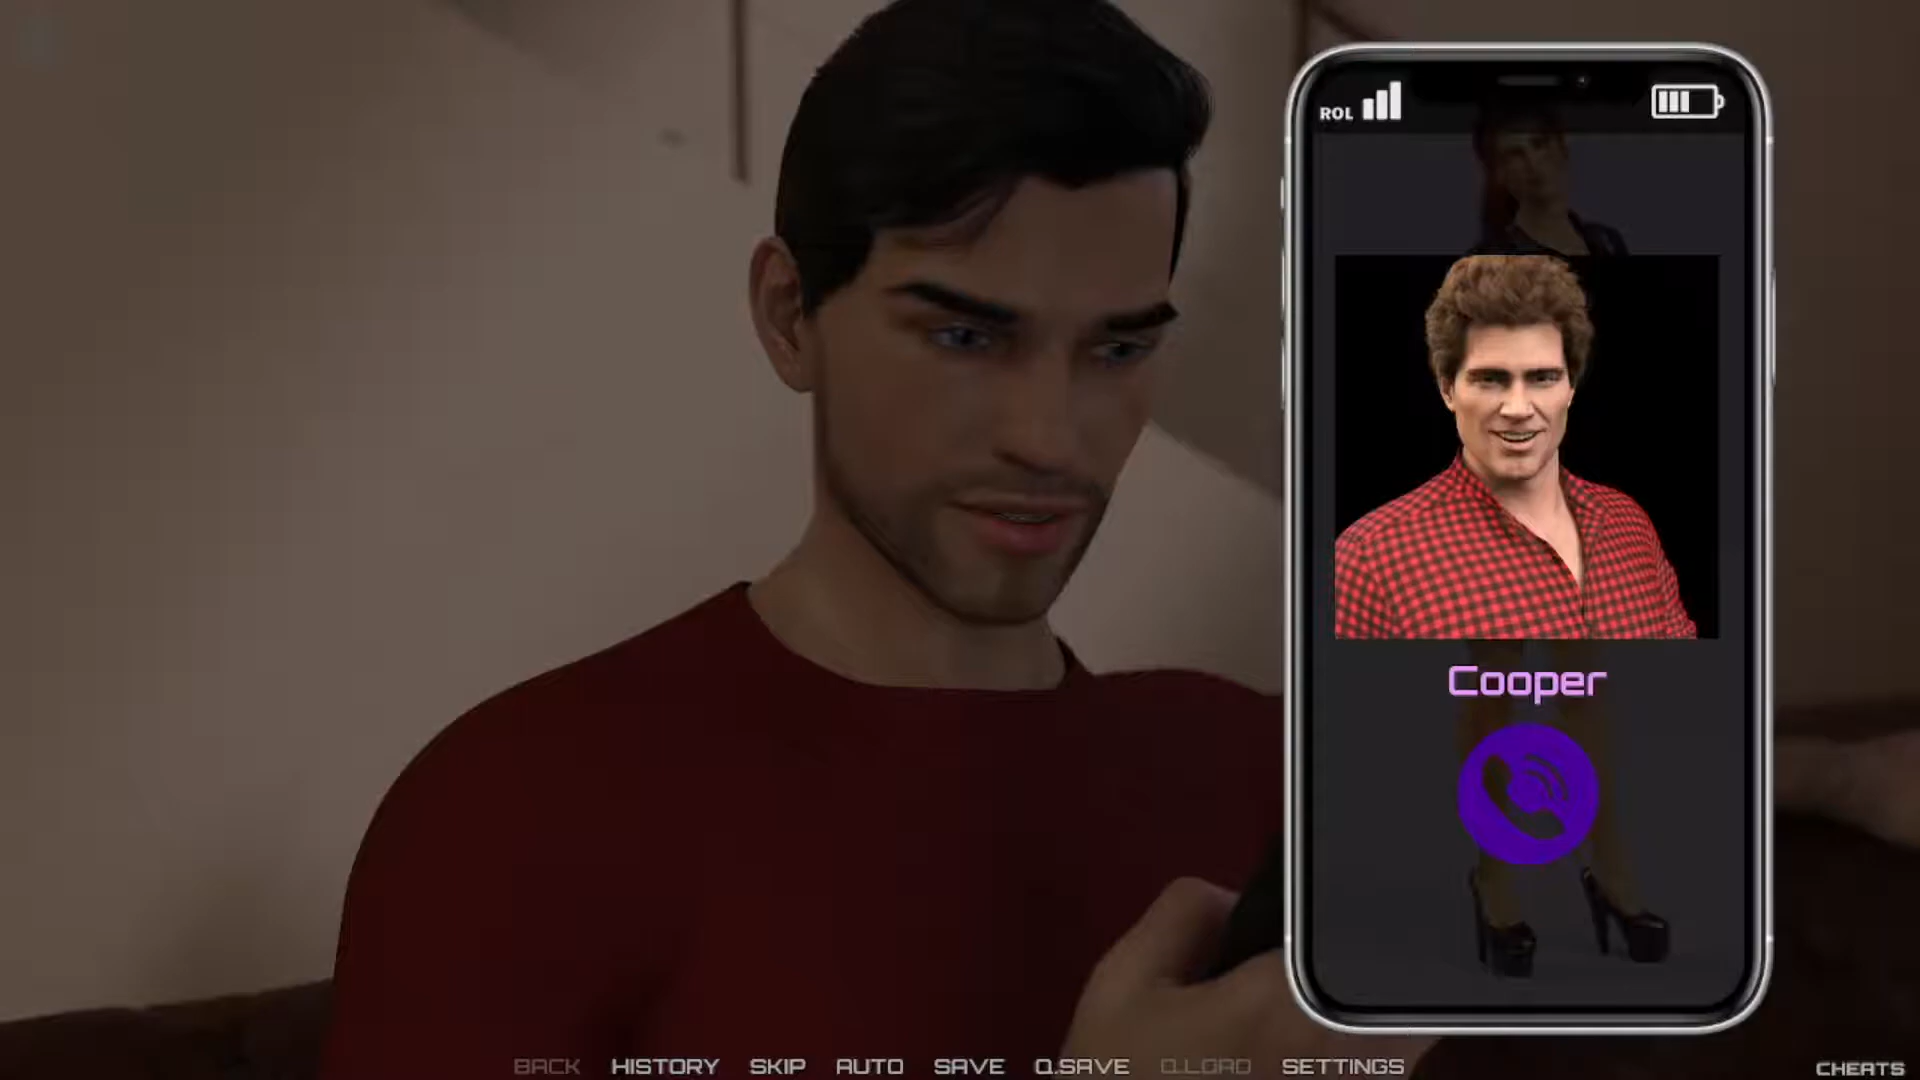 ROL
Cooper
BACK HISTORY SKIP AUTO SAVE Q.SAVE Q.LOAD SETTINGS
CHEATS